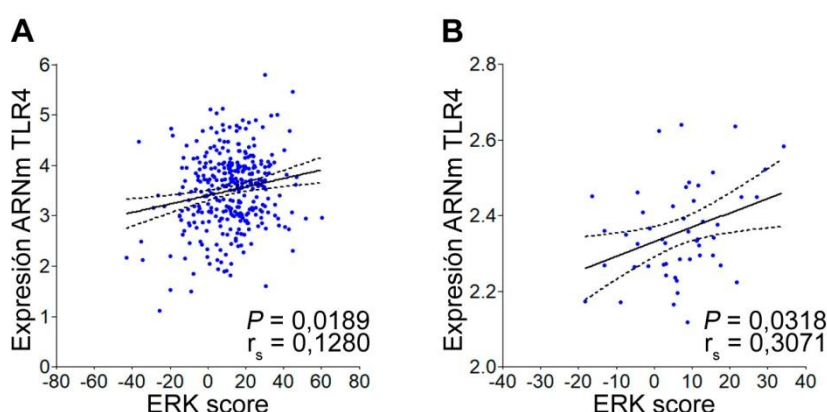 A
Expresión ARNm TLR4
6
5
4
3
2
1
0
-80 -60 -40 -20 0 20 40 60 80
ERK score
P = 0,0189
rs = 0,1280
B
Expresión ARNm TLR4
2.8
2.6
2.4
2.2
2.0
-40 -30 -20 -10 0 10 20 30 40
ERK score
P = 0,0318
rs = 0,3071